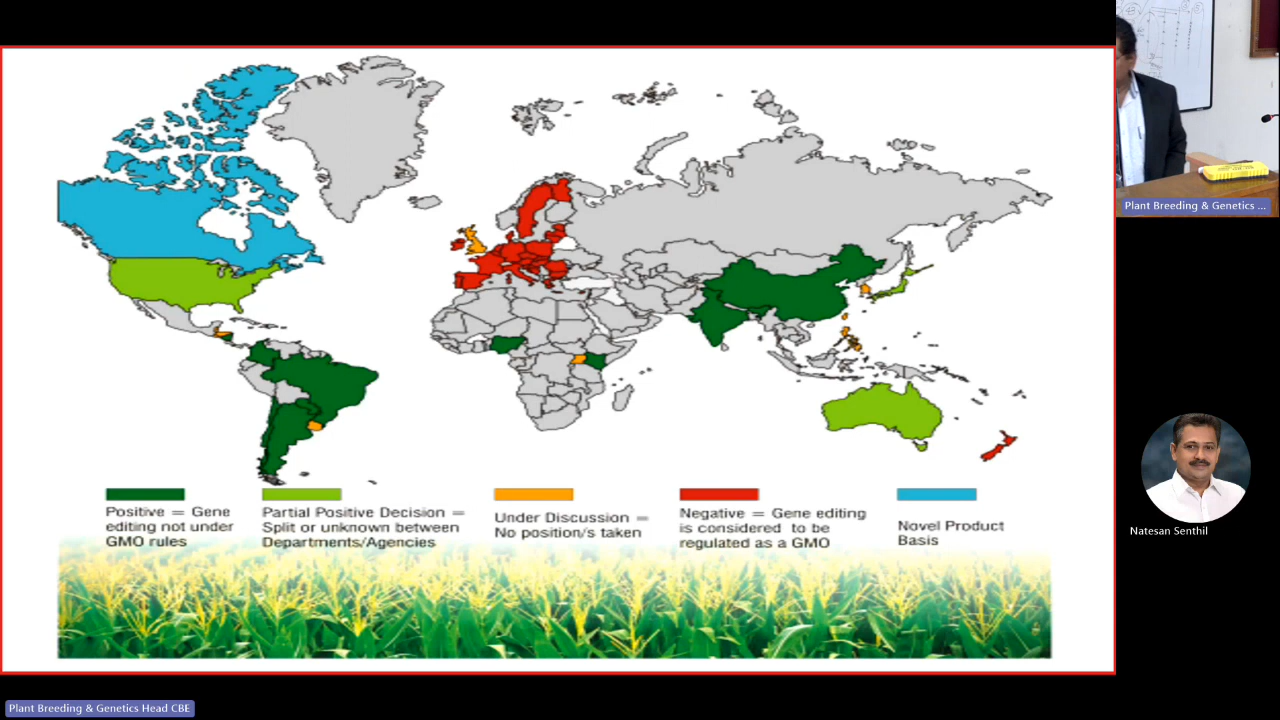 Positive = Gene
editing not under
GMO rules
Partial Positive Decision =
Split or unknown between
Departments/Agencies
Under Discussion =
No position/s taken
Negative = Gene editing
is considered to be
regulated as a GMO
Novel Product
Basis
Plant Breeding & Genetics ...
Natesan Senthil
Plant Breeding & Genetics Head CBE